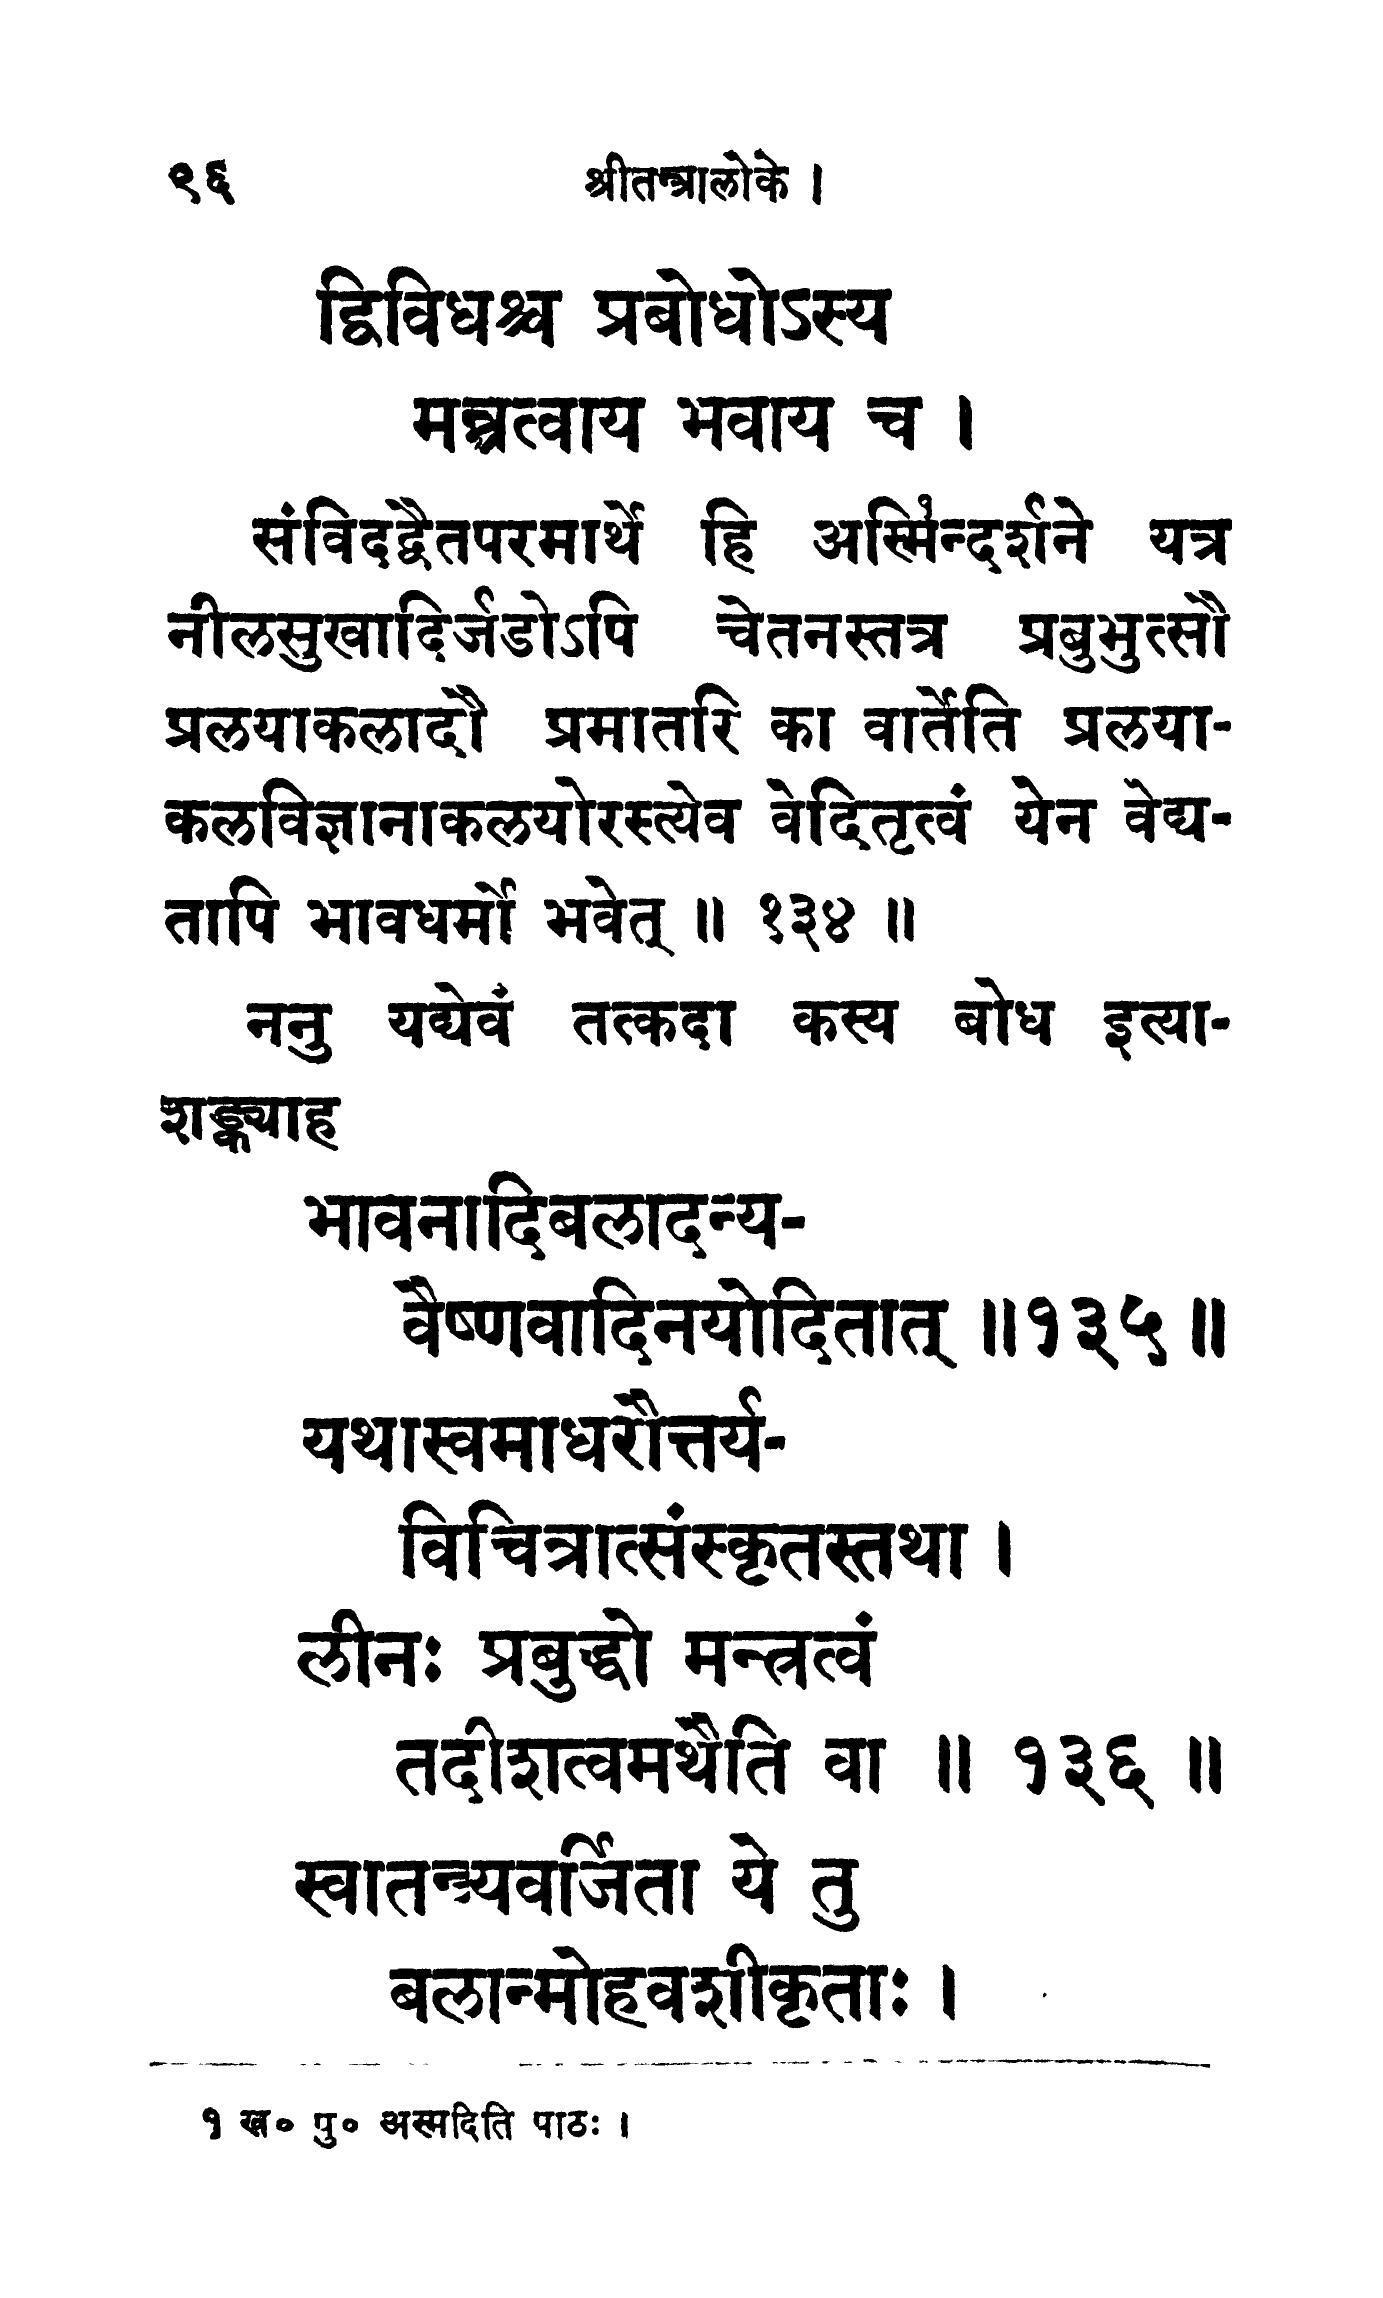 ९६ श्रीतन्त्रालोके ।
द्विविधश्च प्रबोधोऽस्य
मन्त्रत्वाय भवाय च ।
संविदद्वैतपरमार्थे हि अस्मिं१न्दर्शने यत्र
नीलसुखादिर्जडोऽपि चेतनस्तत्र प्रबुभुत्सौ
प्रलयाकलादौ प्रमातरि का वार्तेति प्रलया-
कलविज्ञानाकलयोरस्त्येव वेदितृत्वं येन वेद्य-
तापि भावधर्मो भवेत् ॥ १३४ ॥
ननु यद्येवं तत्कदा कस्य बोध इत्या-
शङ्क्याह
भावनादिबलादन्य-
वैष्णवादिनयोदितात् ॥१३५॥
यथास्वमाधरौत्तर्य-
विचित्रात्संस्कृतस्तथा ।
लीनः प्रबुद्धो मन्त्रत्वं
तदीशत्वमथैति वा ॥ १३६ ॥
स्वातन्त्र्यवर्जिता ये तु
बलान्मोहवशीकृताः ।
१ ख० पु० अस्मदिति पाठः ।